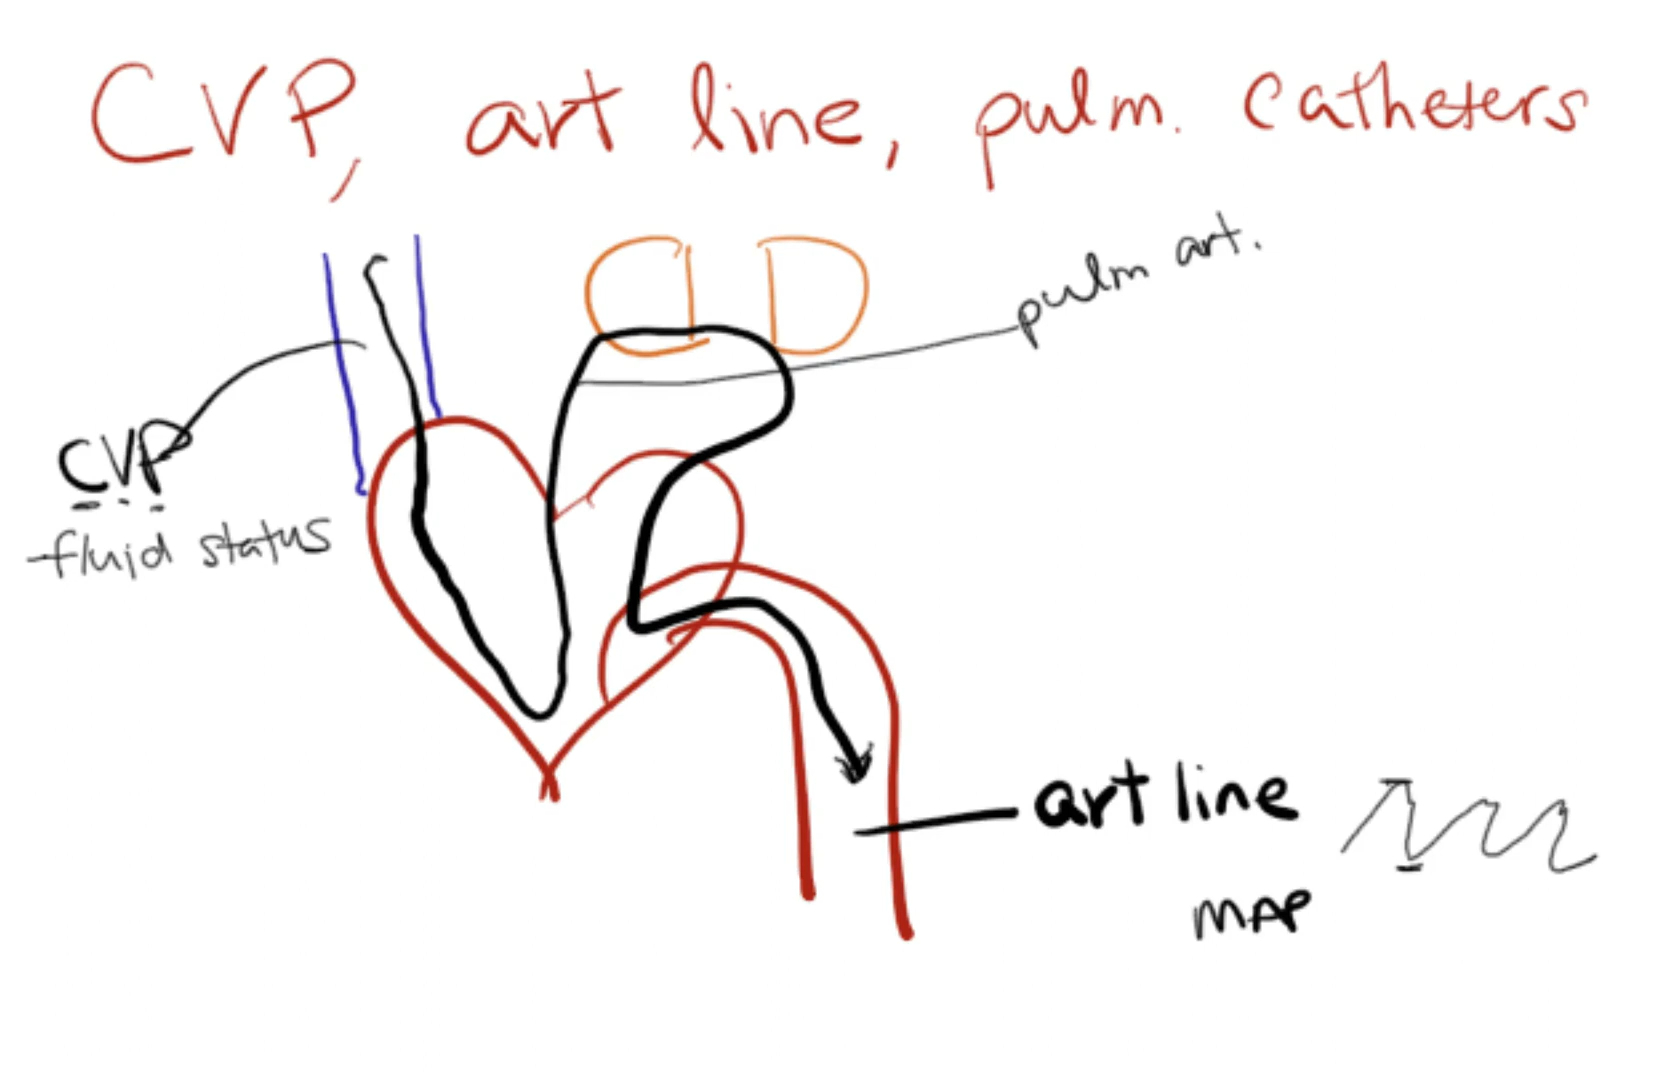 CVP, art line, pulm. catheters
pulm art.
CVP
fluid status
art line
MAP